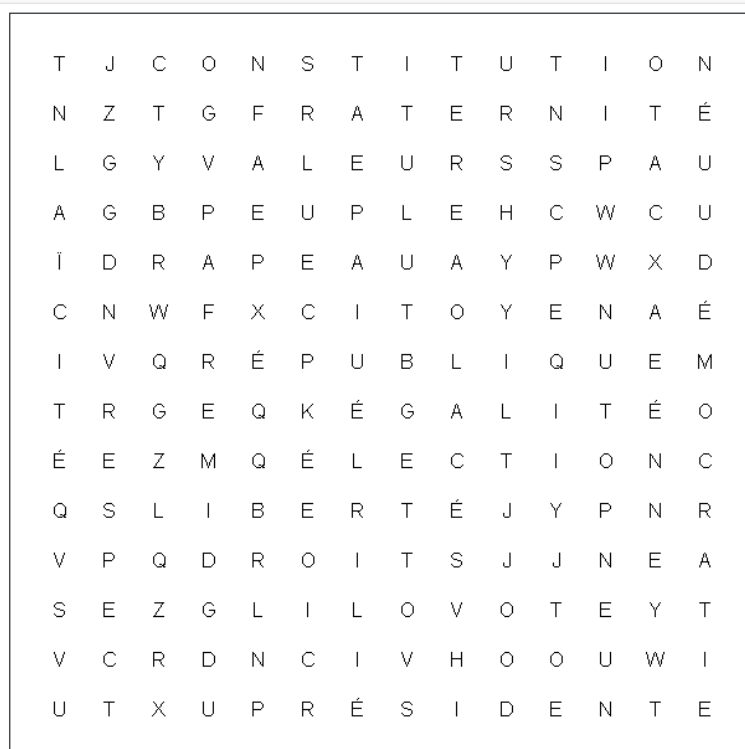 T J C O N S T I T U T I O N
N Z T G F R A T E R N I T É
L G Y V A L E U R S S P A U
A G B P E U P L E H C W C U
Ï D R A P E A U A Y P W X D
C N W F X C I T O Y E N A É
I V Q R É P U B L I Q U E M
T R G E Q K É G A L I T É O
É E Z M Q É L E C T I O N C
Q S L I B E R T É J Y P N R
V P Q D R O I T S J J N E A
S E Z G L I L O V O T E Y T
V C R D N C I V H O O U W I
U T X U P R É S I D E N T E